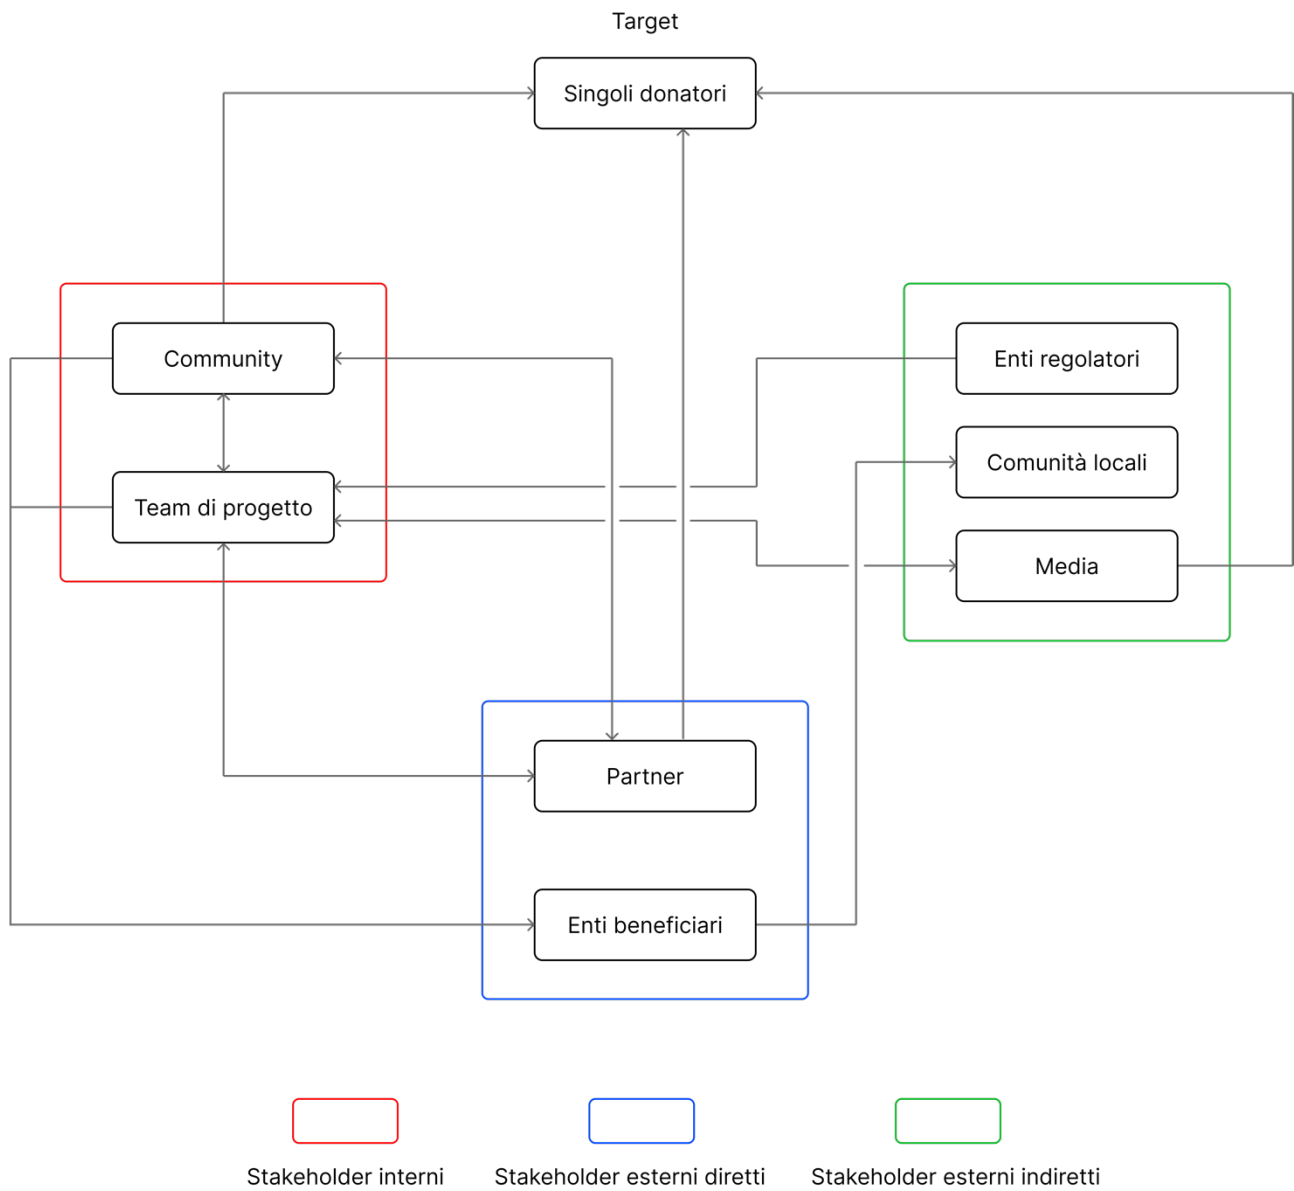 Target
Singoli donatori
Community
Team di progetto
Enti regolatori
Comunità locali
Media
Partner
Enti beneficiari
Stakeholder interni
Stakeholder esterni diretti
Stakeholder esterni indiretti